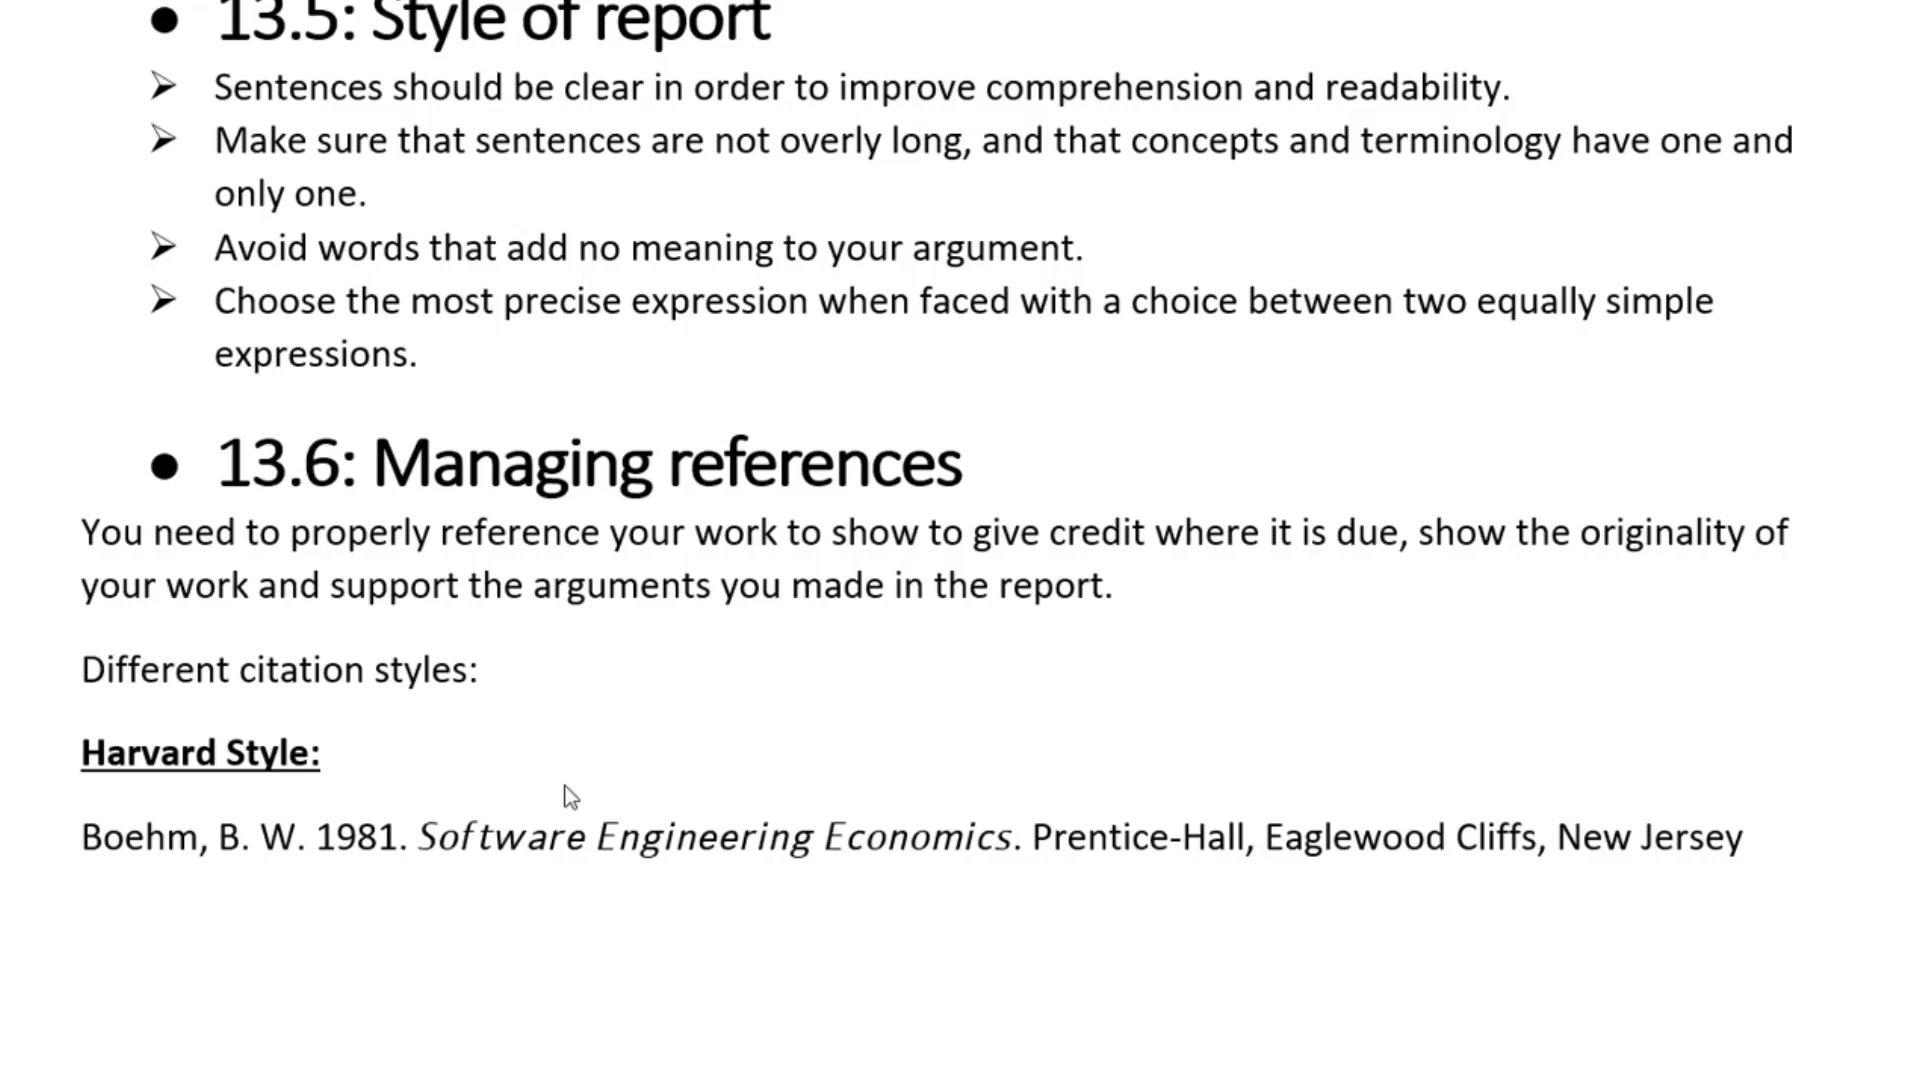 • 13.5: Style of report
➢ Sentences should be clear in order to improve comprehension and readability.
➢ Make sure that sentences are not overly long, and that concepts and terminology have one and
only one.
➢ Avoid words that add no meaning to your argument.
➢ Choose the most precise expression when faced with a choice between two equally simple
expressions.
• 13.6: Managing references
You need to properly reference your work to show to give credit where it is due, show the originality of
your work and support the arguments you made in the report.
Different citation styles:
Harvard Style:
Boehm, B. W. 1981. Software Engineering Economics. Prentice-Hall, Eaglewood Cliffs, New Jersey